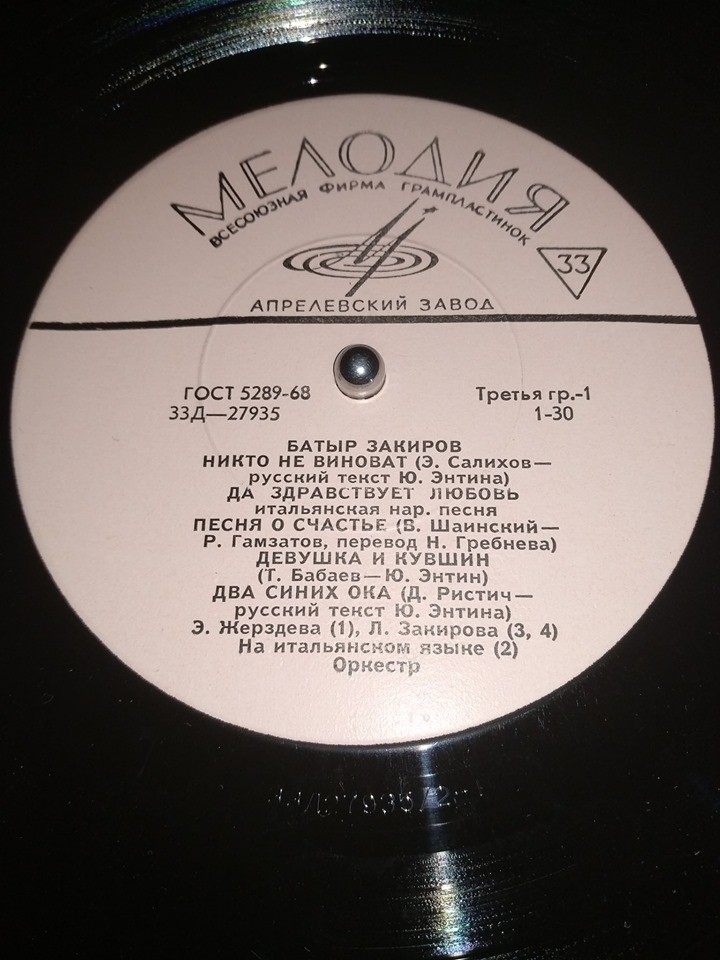 МЕЛОДИЯ
ВСЕСОЮЗНАЯ ФИРМА ГРАМПЛАСТИНОК
33
АПРЕЛЕВСКИЙ ЗАВОД
ГОСТ 5289-68
Третья гр.-1
33Д—27935
1-30
БАТЫР ЗАКИРОВ
НИКТО НЕ ВИНОВАТ (Э. Салихов—
русский текст Ю. Энтина)
ДА ЗДРАВСТВУЕТ ЛЮБОВЬ
итальянская нар. песня
ПЕСНЯ О СЧАСТЬЕ (В. Шаинский—
Р. Гамзатов, перевод Н. Гребнева)
ДЕВУШКА И КУВШИН
(Т. Бабаев—Ю. Энтин)
ДВА СИНИХ ОКА (Д. Ристич—
русский текст Ю. Энтина)
Э. Жерздева (1), Л. Закирова (3, 4)
На итальянском языке (2)
Оркестр